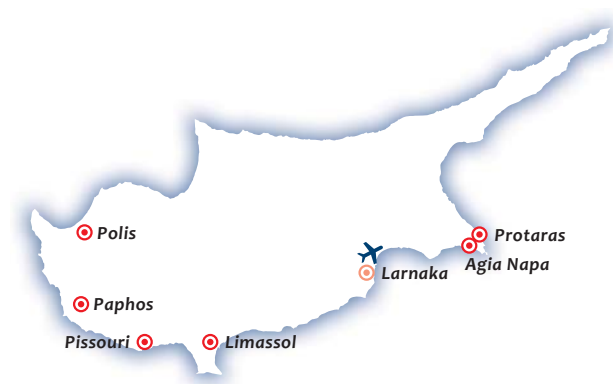 Polis
Protaras
Agia Napa
Larnaka
Paphos
Pissouri
Limassol